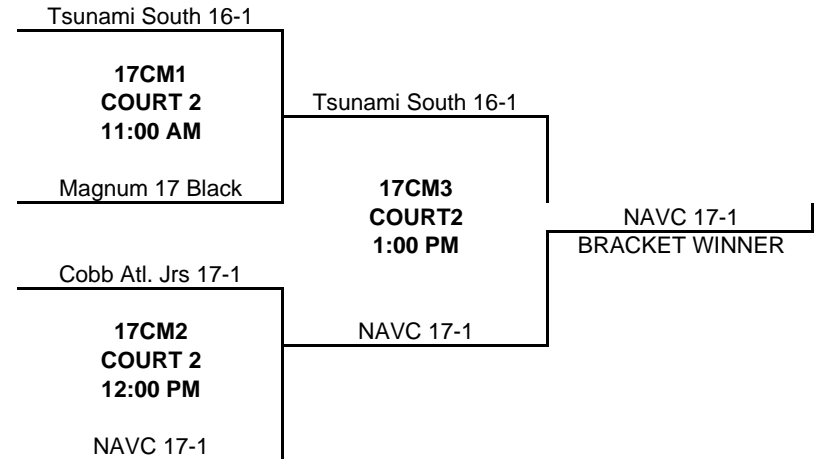 Tsunami South 16-1
17CM1
COURT 2
11:00 AM
Tsunami South 16-1
Magnum 17 Black
17CM3
COURT2
1:00 PM
NAVC 17-1
BRACKET WINNER
Cobb Atl. Jrs 17-1
17CM2
COURT 2
12:00 PM
NAVC 17-1
NAVC 17-1